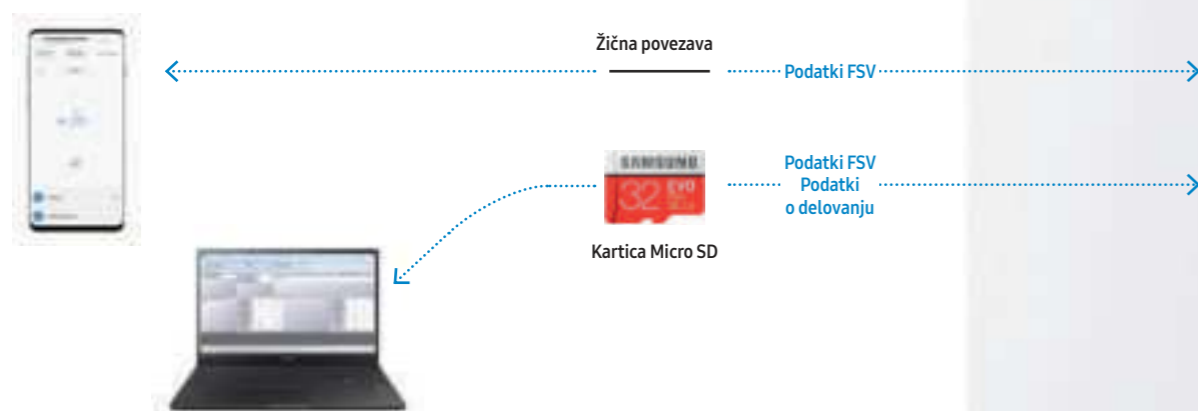 Žična povezava
Podatki FSV
SAMSUNG
32 EVO
Podatki FSV
Podatki
o delovanju
Kartica Micro SD